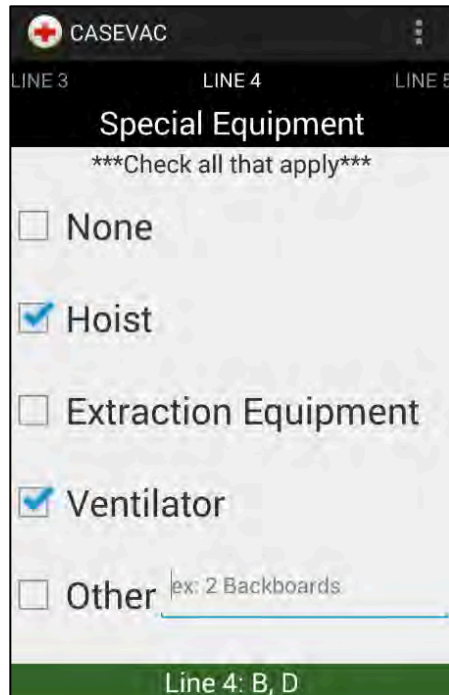 CASEVAC
LINE 3 LINE 4 LINE 5
Special Equipment
***Check all that apply***
None
Hoist
Extraction Equipment
Ventilator
Other ex: 2 Backboards
Line 4: B, D